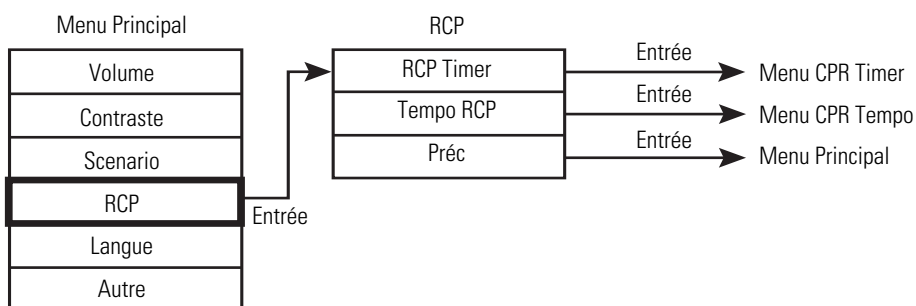 Menu Principal
Volume
Contraste
Scenario
RCP
Langue
Autre
Entrée
RCP
RCP Timer
Tempo RCP
Préc
Entrée
Menu CPR Timer
Entrée
Menu CPR Tempo
Entrée
Menu Principal